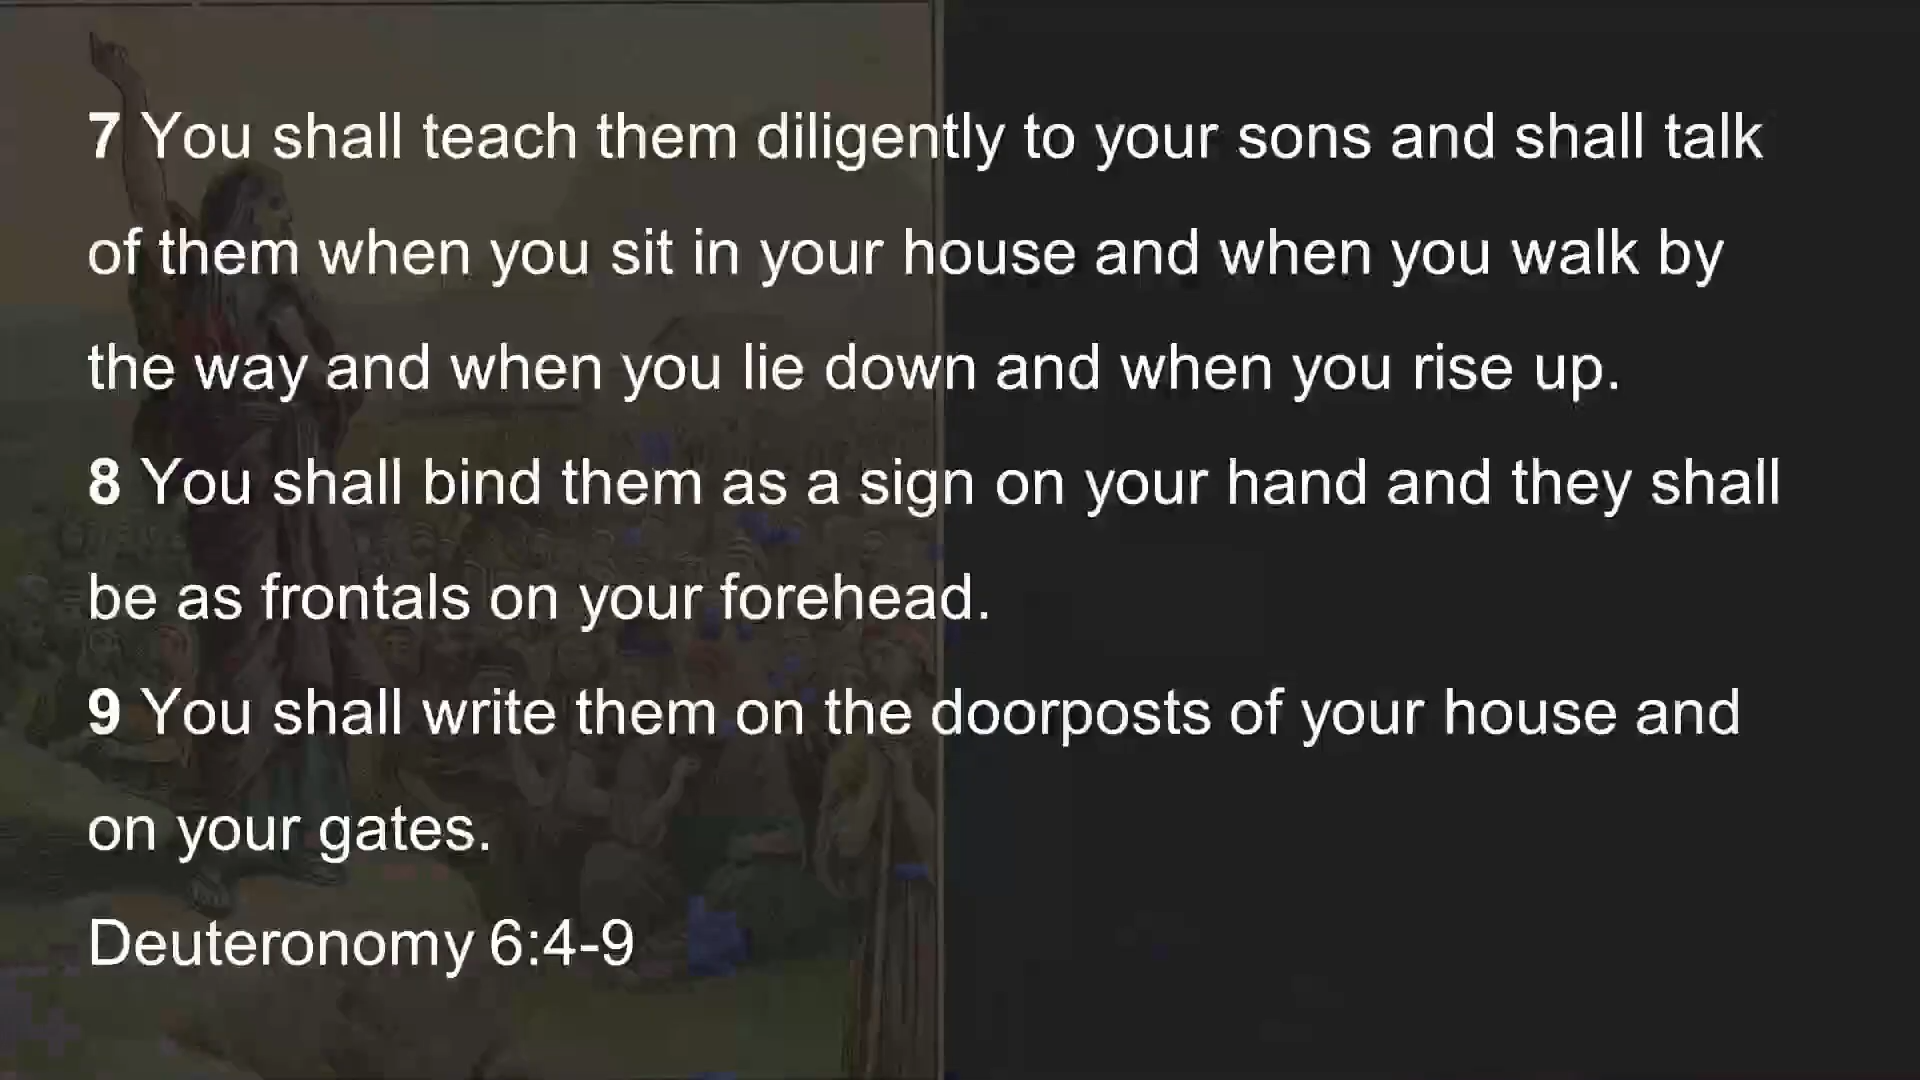 7 You shall teach them diligently to your sons and shall talk
of them when you sit in your house and when you walk by
the way and when you lie down and when you rise up.
8 You shall bind them as a sign on your hand and they shall
be as frontals on your forehead.
9 You shall write them on the doorposts of your house and
on your gates.
Deuteronomy 6:4-9